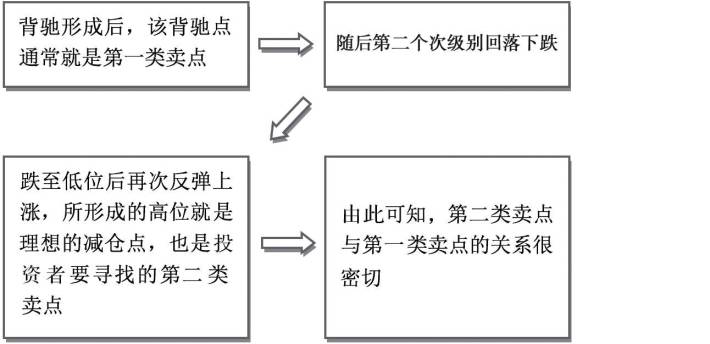 背驰形成后，该背驰点
通常就是第一类卖点
随后第二个次级别回落下跌
跌至低位后再次反弹上
涨，所形成的高位就是
理想的减仓点，也是投
资者要寻找的第二类
卖点
由此可知，第二类卖点
与第一类卖点的关系很
密切